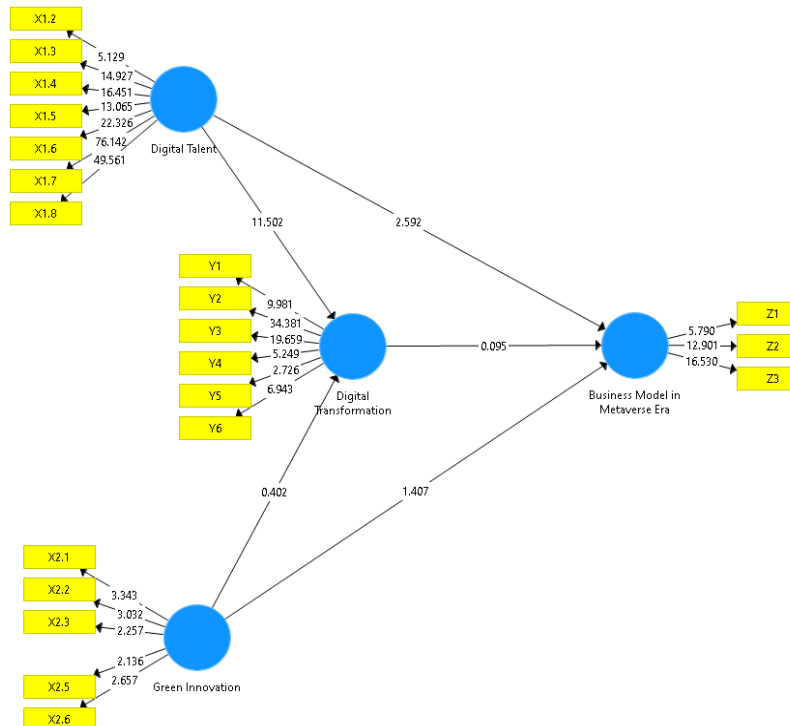 X1.2
X1.3
X1.4
X1.5
X1.6
X1.7
X1.8
5.129
14.927
16.451
13.065
22.326
76.142
49.561
Digital Talent
11.502
2.592
Y1
Y2
Y3
Y4
Y5
Y6
9.981
34.381
19.659
5.249
2.726
6.943
Digital
Transformation
0.095
5.790
12.901
16.530
Z1
Z2
Z3
Business Model in
Metaverse Era
0.402
1.407
X2.1
X2.2
X2.3
X2.5
X2.6
3.343
3.032
2.257
2.136
2.657
Green Innovation